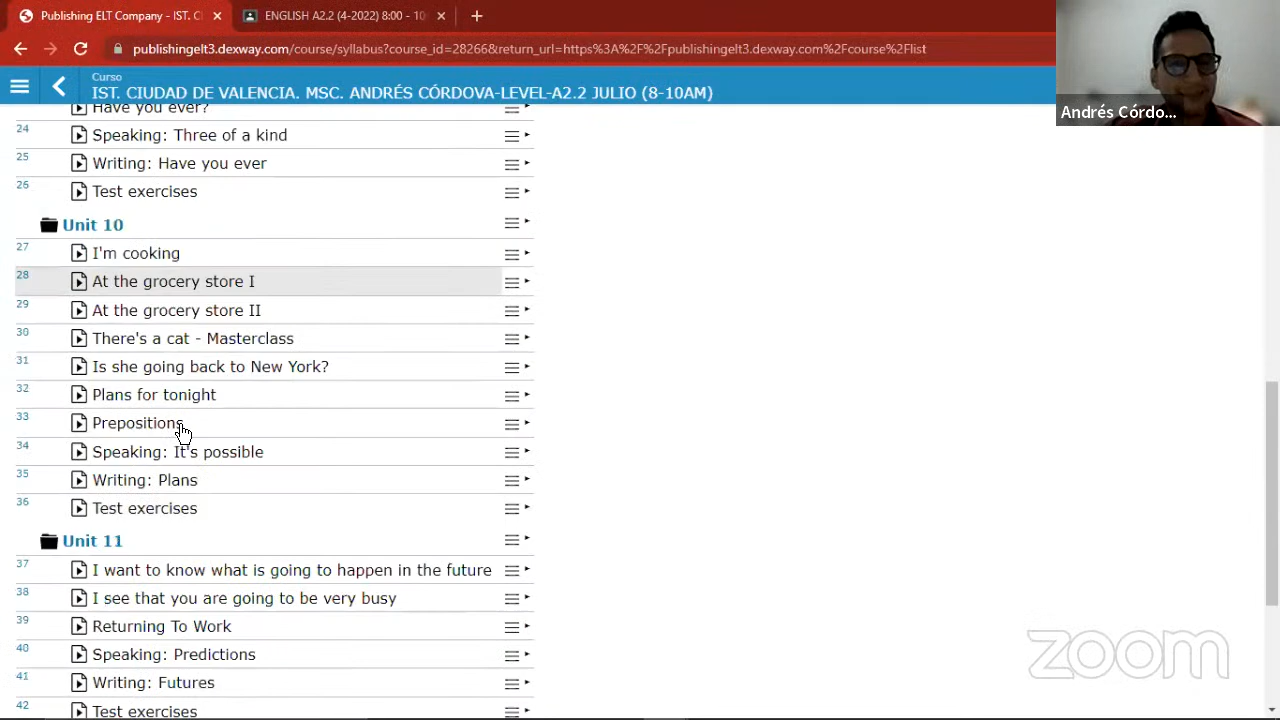 Publishing ELT Company - IST. CI
ENGLISH A2.2 (4-2022) 8:00 - 10
publishingelt3.dexway.com/course/syllabus?course_id=28266&return_url=https%3A%2F%2Fpublishingelt3.dexway.com%2Fcourse%2Flist
Curso
IST. CIUDAD DE VALENCIA. MSC. ANDRÉS CÓRDOVA-LEVEL-A2.2 JULIO (8-10AM)
Andrés Córdo...
Have you ever?
24 Speaking: Three of a kind
25 Writing: Have you ever
26 Test exercises
Unit 10
27 I'm cooking
28 At the grocery store I
29 At the grocery store II
30 There's a cat - Masterclass
31 Is she going back to New York?
32 Plans for tonight
33 Prepositions
34 Speaking: It's possible
35 Writing: Plans
36 Test exercises
Unit 11
37 I want to know what is going to happen in the future
38 I see that you are going to be very busy
39 Returning To Work
40 Speaking: Predictions
41 Writing: Futures
42 Test exercises
zoom